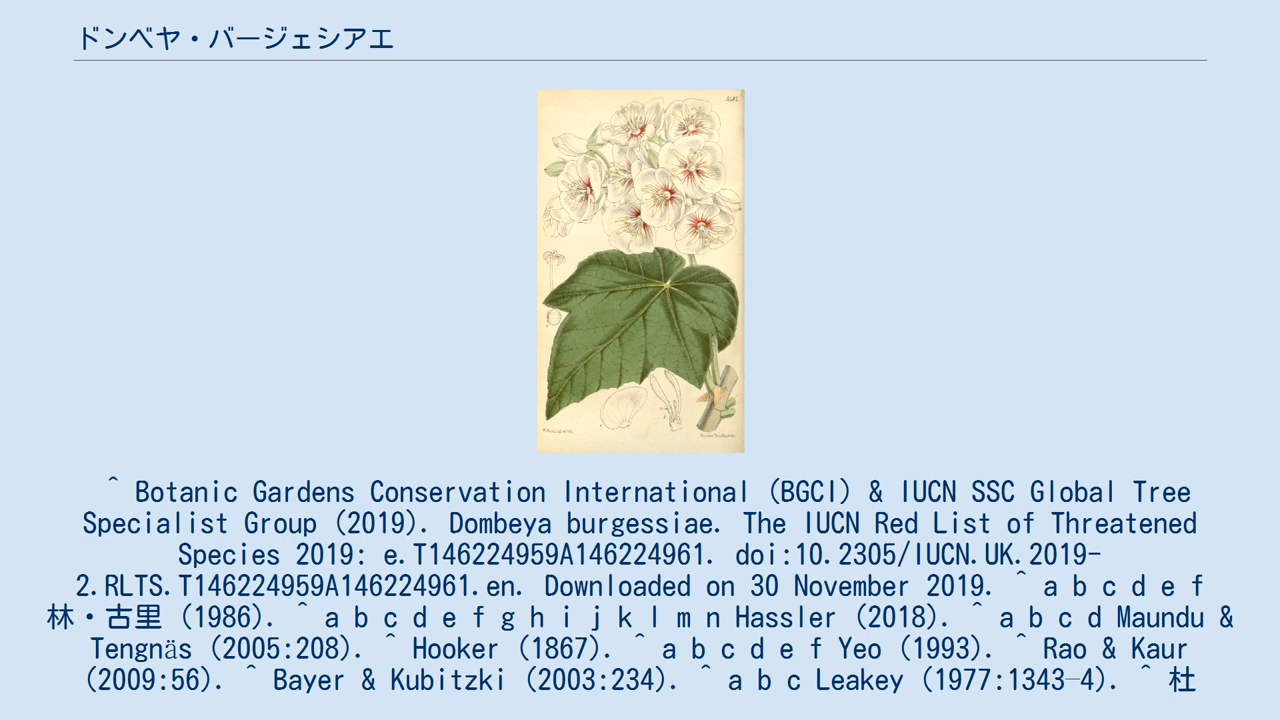 ドンベヤ・バージェシアエ
^ Botanic Gardens Conservation International (BGCI) & IUCN SSC Global Tree
Specialist Group (2019). Dombeya burgessiae. The IUCN Red List of Threatened
Species 2019: e.T146224959A146224961. doi:10.2305/IUCN.UK.2019-
2.RLTS.T146224959A146224961.en. Downloaded on 30 November 2019. ^ a b c d e f
林・古里 (1986). ^ a b c d e f g h i j k l m n Hassler (2018). ^ a b c d Maundu &
Tengnäs (2005:208). ^ Hooker (1867). ^ a b c d e f Yeo (1993). ^ Rao & Kaur
(2009:56). ^ Bayer & Kubitzki (2003:234). ^ a b c Leakey (1977:1343–4). ^ 杜